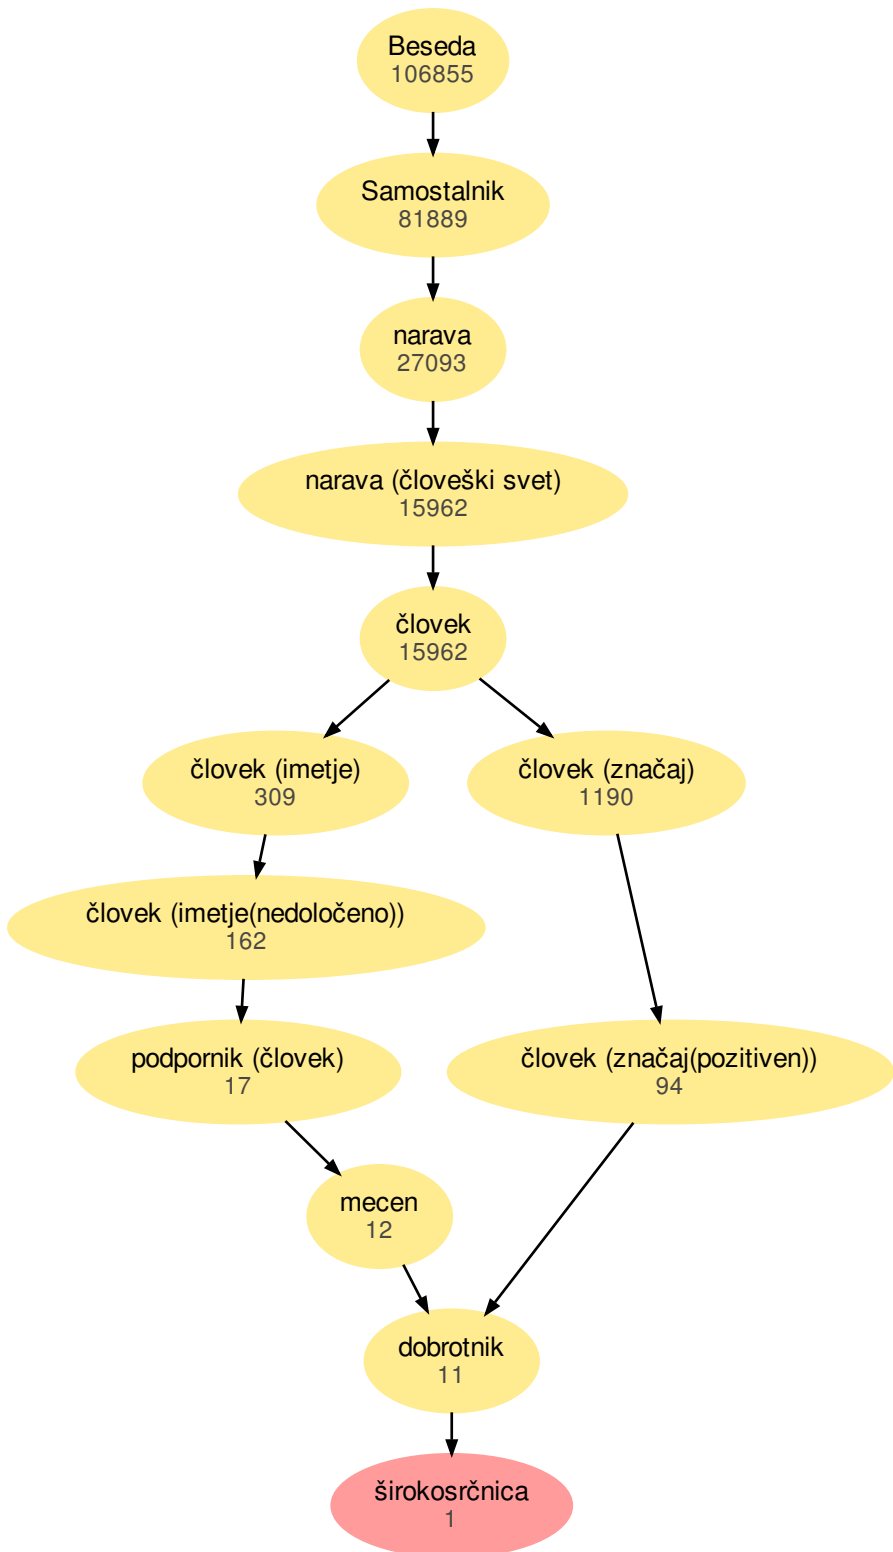 Beseda
106855
Samostalnik
81889
narava
27093
narava (človeški svet)
15962
človek
15962
človek (imetje)
309
človek (značaj)
1190
človek (imetje(nedoločeno))
162
podpornik (človek)
17
človek (značaj(pozitiven))
94
mecen
12
dobrotnik
11
širokosrčnica
1